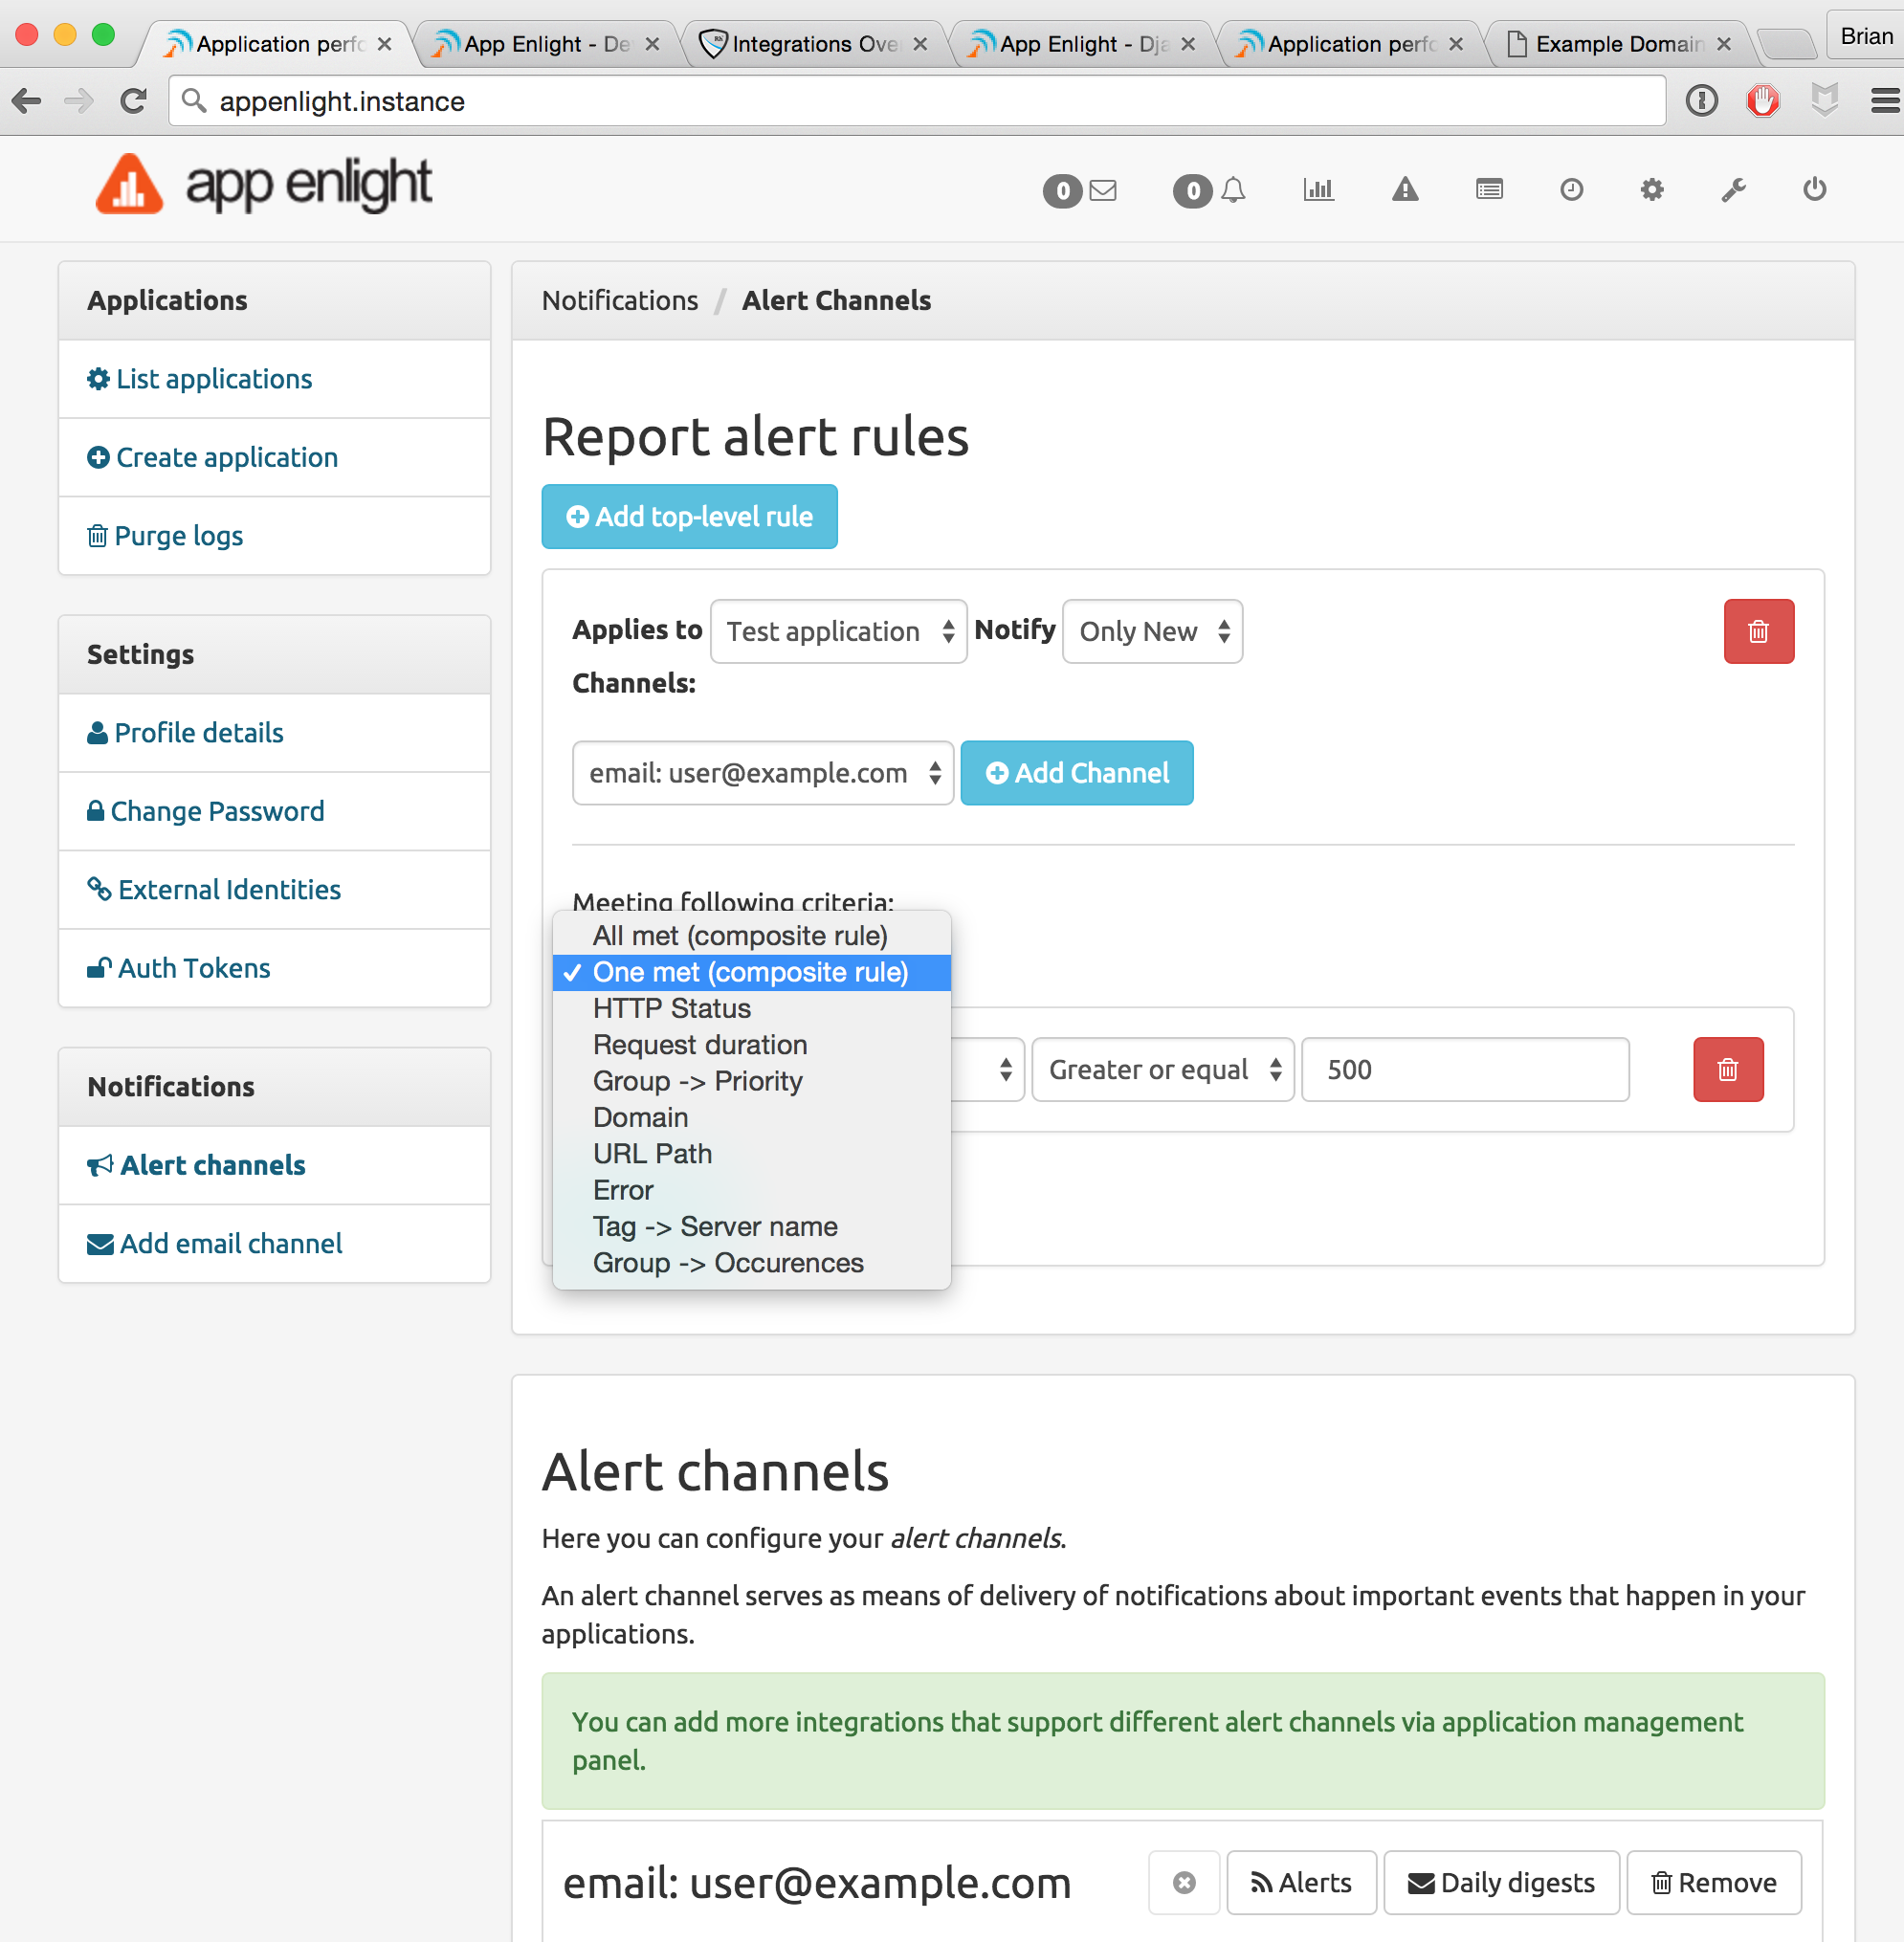 Application perfo
App Enlight - De
Integrations Ove
App Enlight - Dja
Application perfo
Example Domain
Brian
appenlight.instance
app enlight
0
0
Applications
List applications
Create application
Purge logs
Settings
Profile details
Change Password
External Identities
Auth Tokens
Notifications
Alert channels
Add email channel
Notifications / Alert Channels
Report alert rules
Add top-level rule
Applies to Test application Notify Only New
Channels:
email: user@example.com Add Channel
Meeting following criteria:
All met (composite rule)
✓ One met (composite rule)
HTTP Status
Request duration
Group -> Priority
Domain
URL Path
Error
Tag -> Server name
Group -> Occurences
Greater or equal 500
Alert channels
Here you can configure your alert channels.
An alert channel serves as means of delivery of notifications about important events that happen in your
applications.
You can add more integrations that support different alert channels via application management
panel.
email: user@example.com
Alerts
Daily digests
Remove